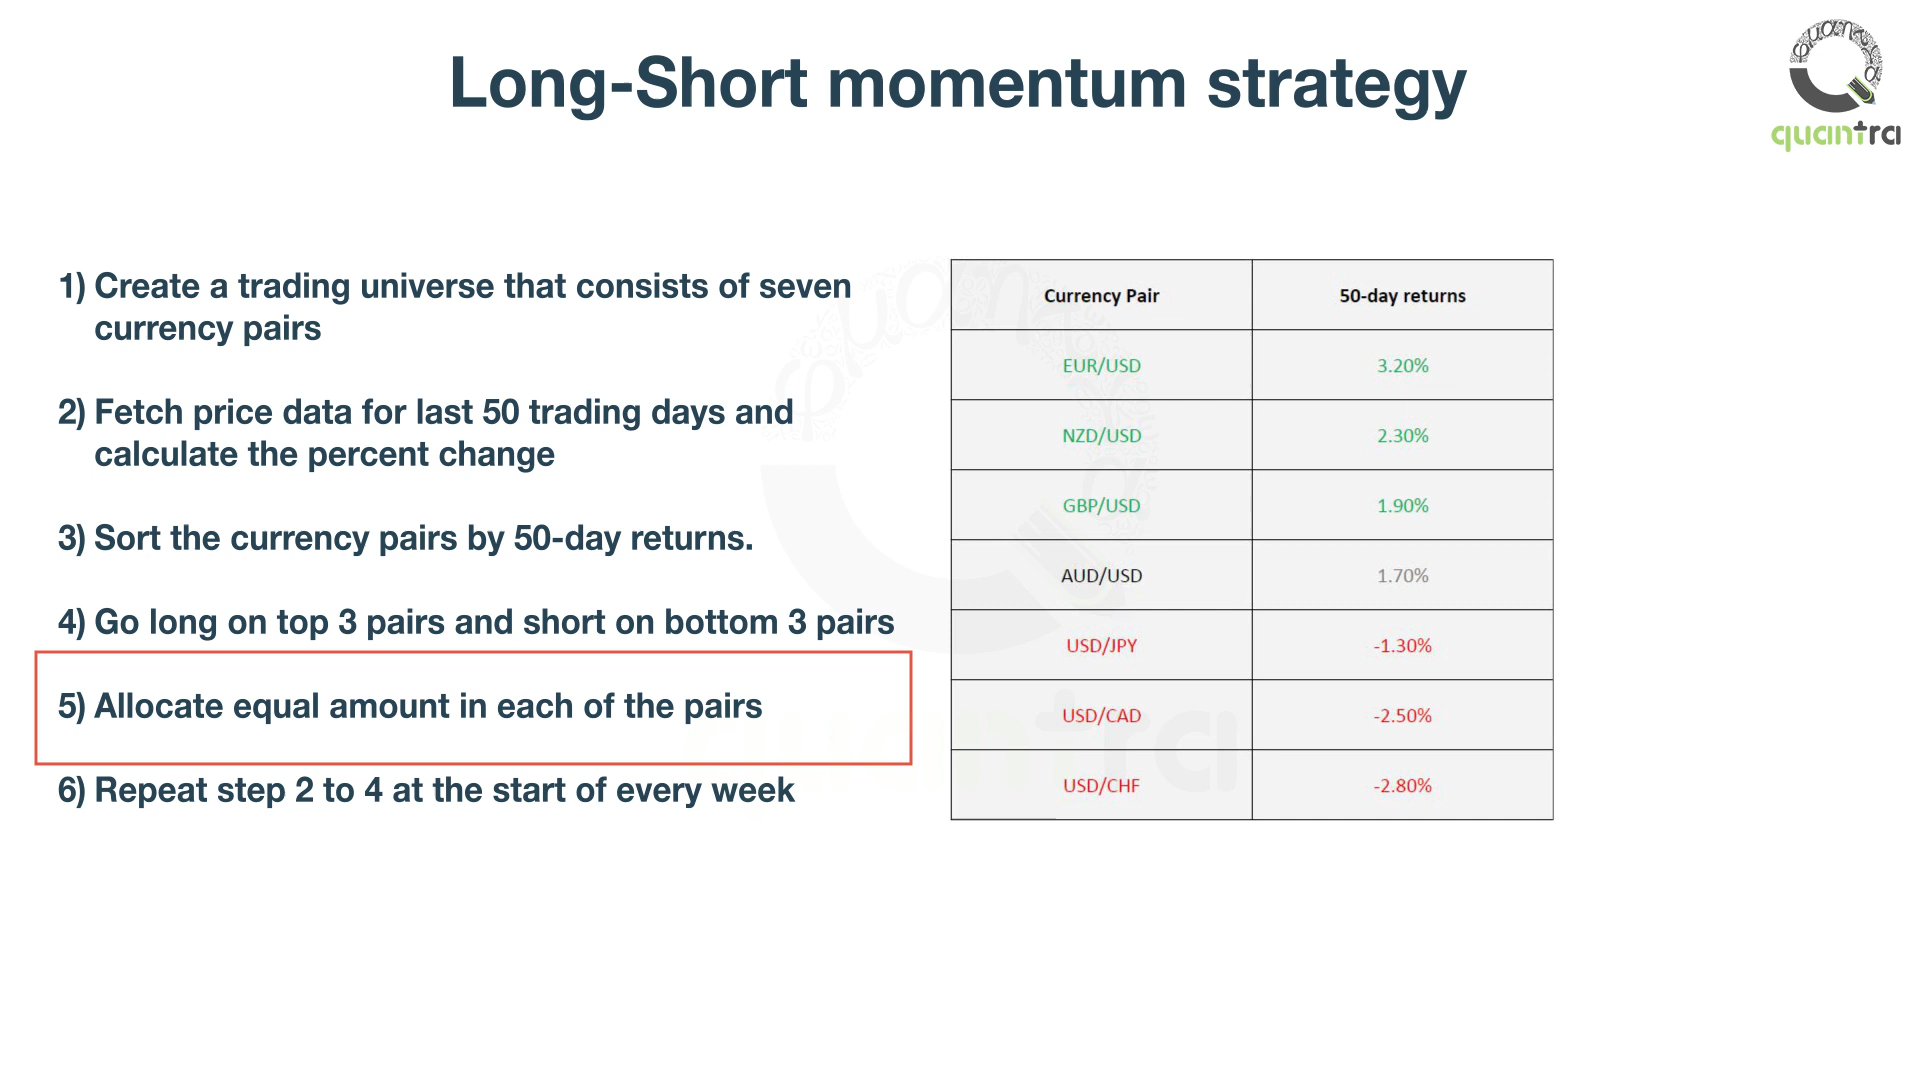 Long-Short momentum strategy
quantra
1) Create a trading universe that consists of seven
currency pairs
2) Fetch price data for last 50 trading days and
calculate the percent change
3) Sort the currency pairs by 50-day returns.
4) Go long on top 3 pairs and short on bottom 3 pairs
5) Allocate equal amount in each of the pairs
6) Repeat step 2 to 4 at the start of every week
Currency Pair 50-day returns
EUR/USD 3.20%
NZD/USD 2.30%
GBP/USD 1.90%
AUD/USD 1.70%
USD/JPY -1.30%
USD/CAD -2.50%
USD/CHF -2.80%